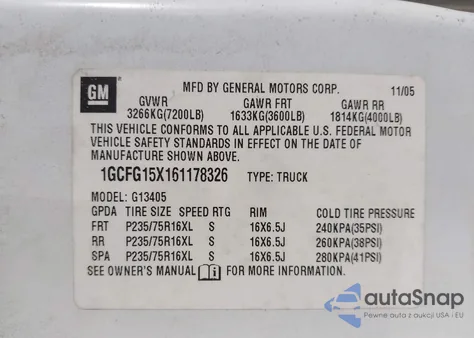 GM
MFD BY GENERAL MOTORS CORP. 11/05
GVWR GAWR FRT GAWR RR
3266KG(7200LB) 1633KG(3600LB) 1814KG(4000LB)
THIS VEHICLE CONFORMS TO ALL APPLICABLE U.S. FEDERAL MOTOR
VEHICLE SAFETY STANDARDS IN EFFECT ON THE DATE OF
MANUFACTURE SHOWN ABOVE.
1GCFG15X161178326 TYPE: TRUCK
MODEL: G13405
GPDA TIRE SIZE SPEED RTG RIM COLD TIRE PRESSURE
FRT P235/75R16XL S 16X6.5J 240KPA(35PSI)
RR P235/75R16XL S 16X6.5J 260KPA(38PSI)
SPA P235/75R16XL S 16X6.5J 280KPA(41PSI)
SEE OWNER'S MANUAL FOR MORE INFORMATION.
autoSnap
Pewne auta z aukcji USA i EU